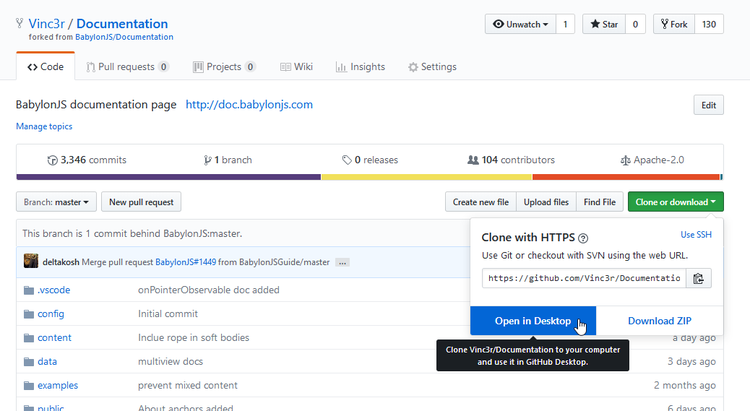 Vinc3r / Documentation
forked from BabylonJS/Documentation
Unwatch 1
Star 0
Fork 130
Code
Pull requests 0
Projects 0
Wiki
Insights
Settings
BabylonJS documentation page http://doc.babylonjs.com
Edit
Manage topics
3,346 commits
1 branch
0 releases
104 contributors
Apache-2.0
Branch: master
New pull request
Create new file
Upload files
Find File
Clone or download
This branch is 1 commit behind BabylonJS:master.
deltakosh Merge pull request BabylonJS#1449 from BabylonJSGuide/master ...
Clone with HTTPS
Use SSH
Use Git or checkout with SVN using the web URL.
https://github.com/Vinc3r/Documentatio
Open in Desktop
Download ZIP
Clone Vinc3r/Documentation to your computer
and use it in GitHub Desktop.
.vscode onPointerObservable doc added
config Initial commit
content Inclue rope in soft bodies a day ago
data multiview docs 3 days ago
examples prevent mixed content 2 months ago
public About anchors added 7 days ago